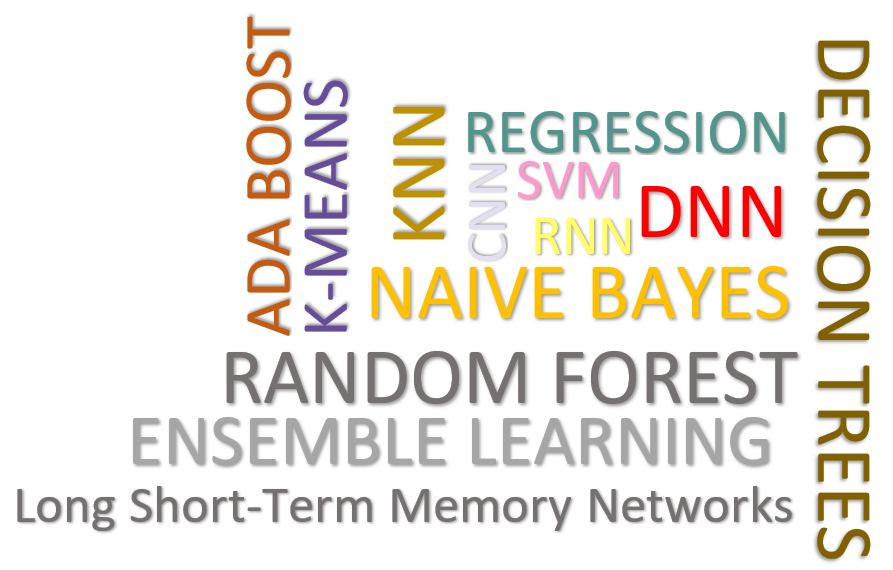 ADA BOOST
K-MEANS
KNN
REGRESSION
CNN
SVM
RNN
DNN
NAIVE BAYES
RANDOM FOREST
ENSEMBLE LEARNING
Long Short-Term Memory Networks
DECISION TREES